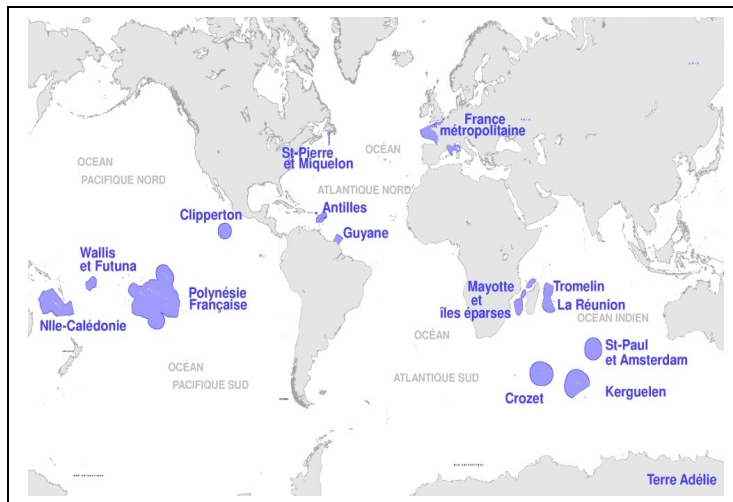 ASIE
France
métropolitaine
St-Pierre
et Miquelon
OCÉAN
OCÉAN
PACIFIQUE NORD
ATLANTIQUE NORD
Clipperton
Antilles
Guyane
Wallis
et Futuna
Polynésie
Française
Nlle-Calédonie
Mayotte
et
îles éparses
Tromelin
La Réunion
OCÉAN INDIEN
OCÉAN
ATLANTIQUE SUD
OCÉAN
PACIFIQUE SUD
St-Paul
et Amsterdam
Crozet
Kerguelen
Terre Adélie